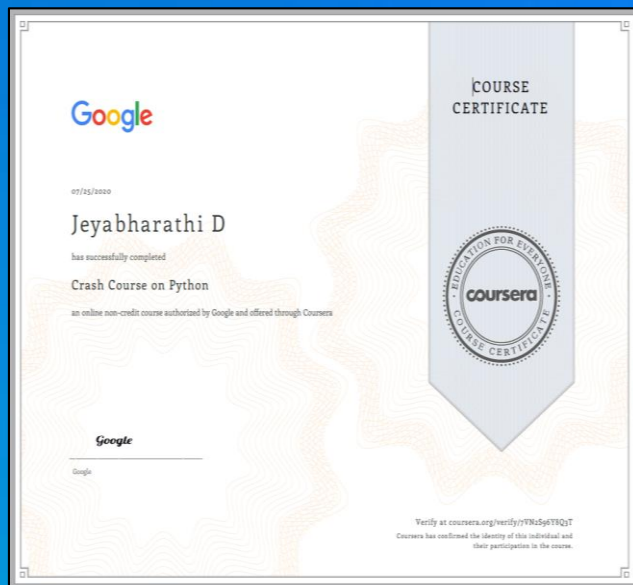 Google
07/25/2020
Jeyabharathi D
has successfully completed
Crash Course on Python
an online non-credit course authorized by Google and offered through Coursera
Google
Google
COURSE
CERTIFICATE
EDUCATION FOR EVERYONE
coursera
COURSE CERTIFICATE
Verify at coursera.org/verify/7VN2S96Y8Q3T
Coursera has confirmed the identity of this individual and
their participation in the course.